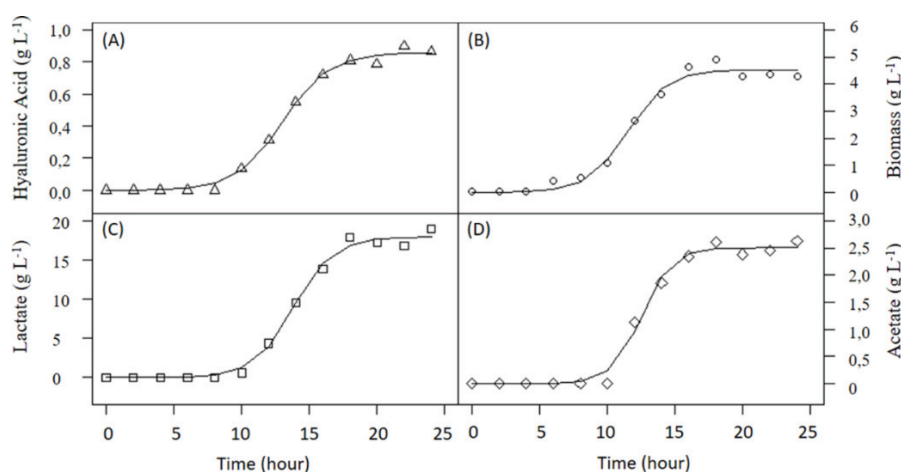 (A)
Hyaluronic Acid (g L⁻¹)
1,0
0,8
0,6
0,4
0,2
0,0
(B)
Biomass (g L⁻¹)
6
5
4
3
2
1
0
(C)
Lactate (g L⁻¹)
20
15
10
5
0
(D)
Acetate (g L⁻¹)
3,0
2,5
2,0
1,5
1,0
0,5
0
0 5 10 15 20 25
Time (hour)
0 5 10 15 20 25
Time (hour)